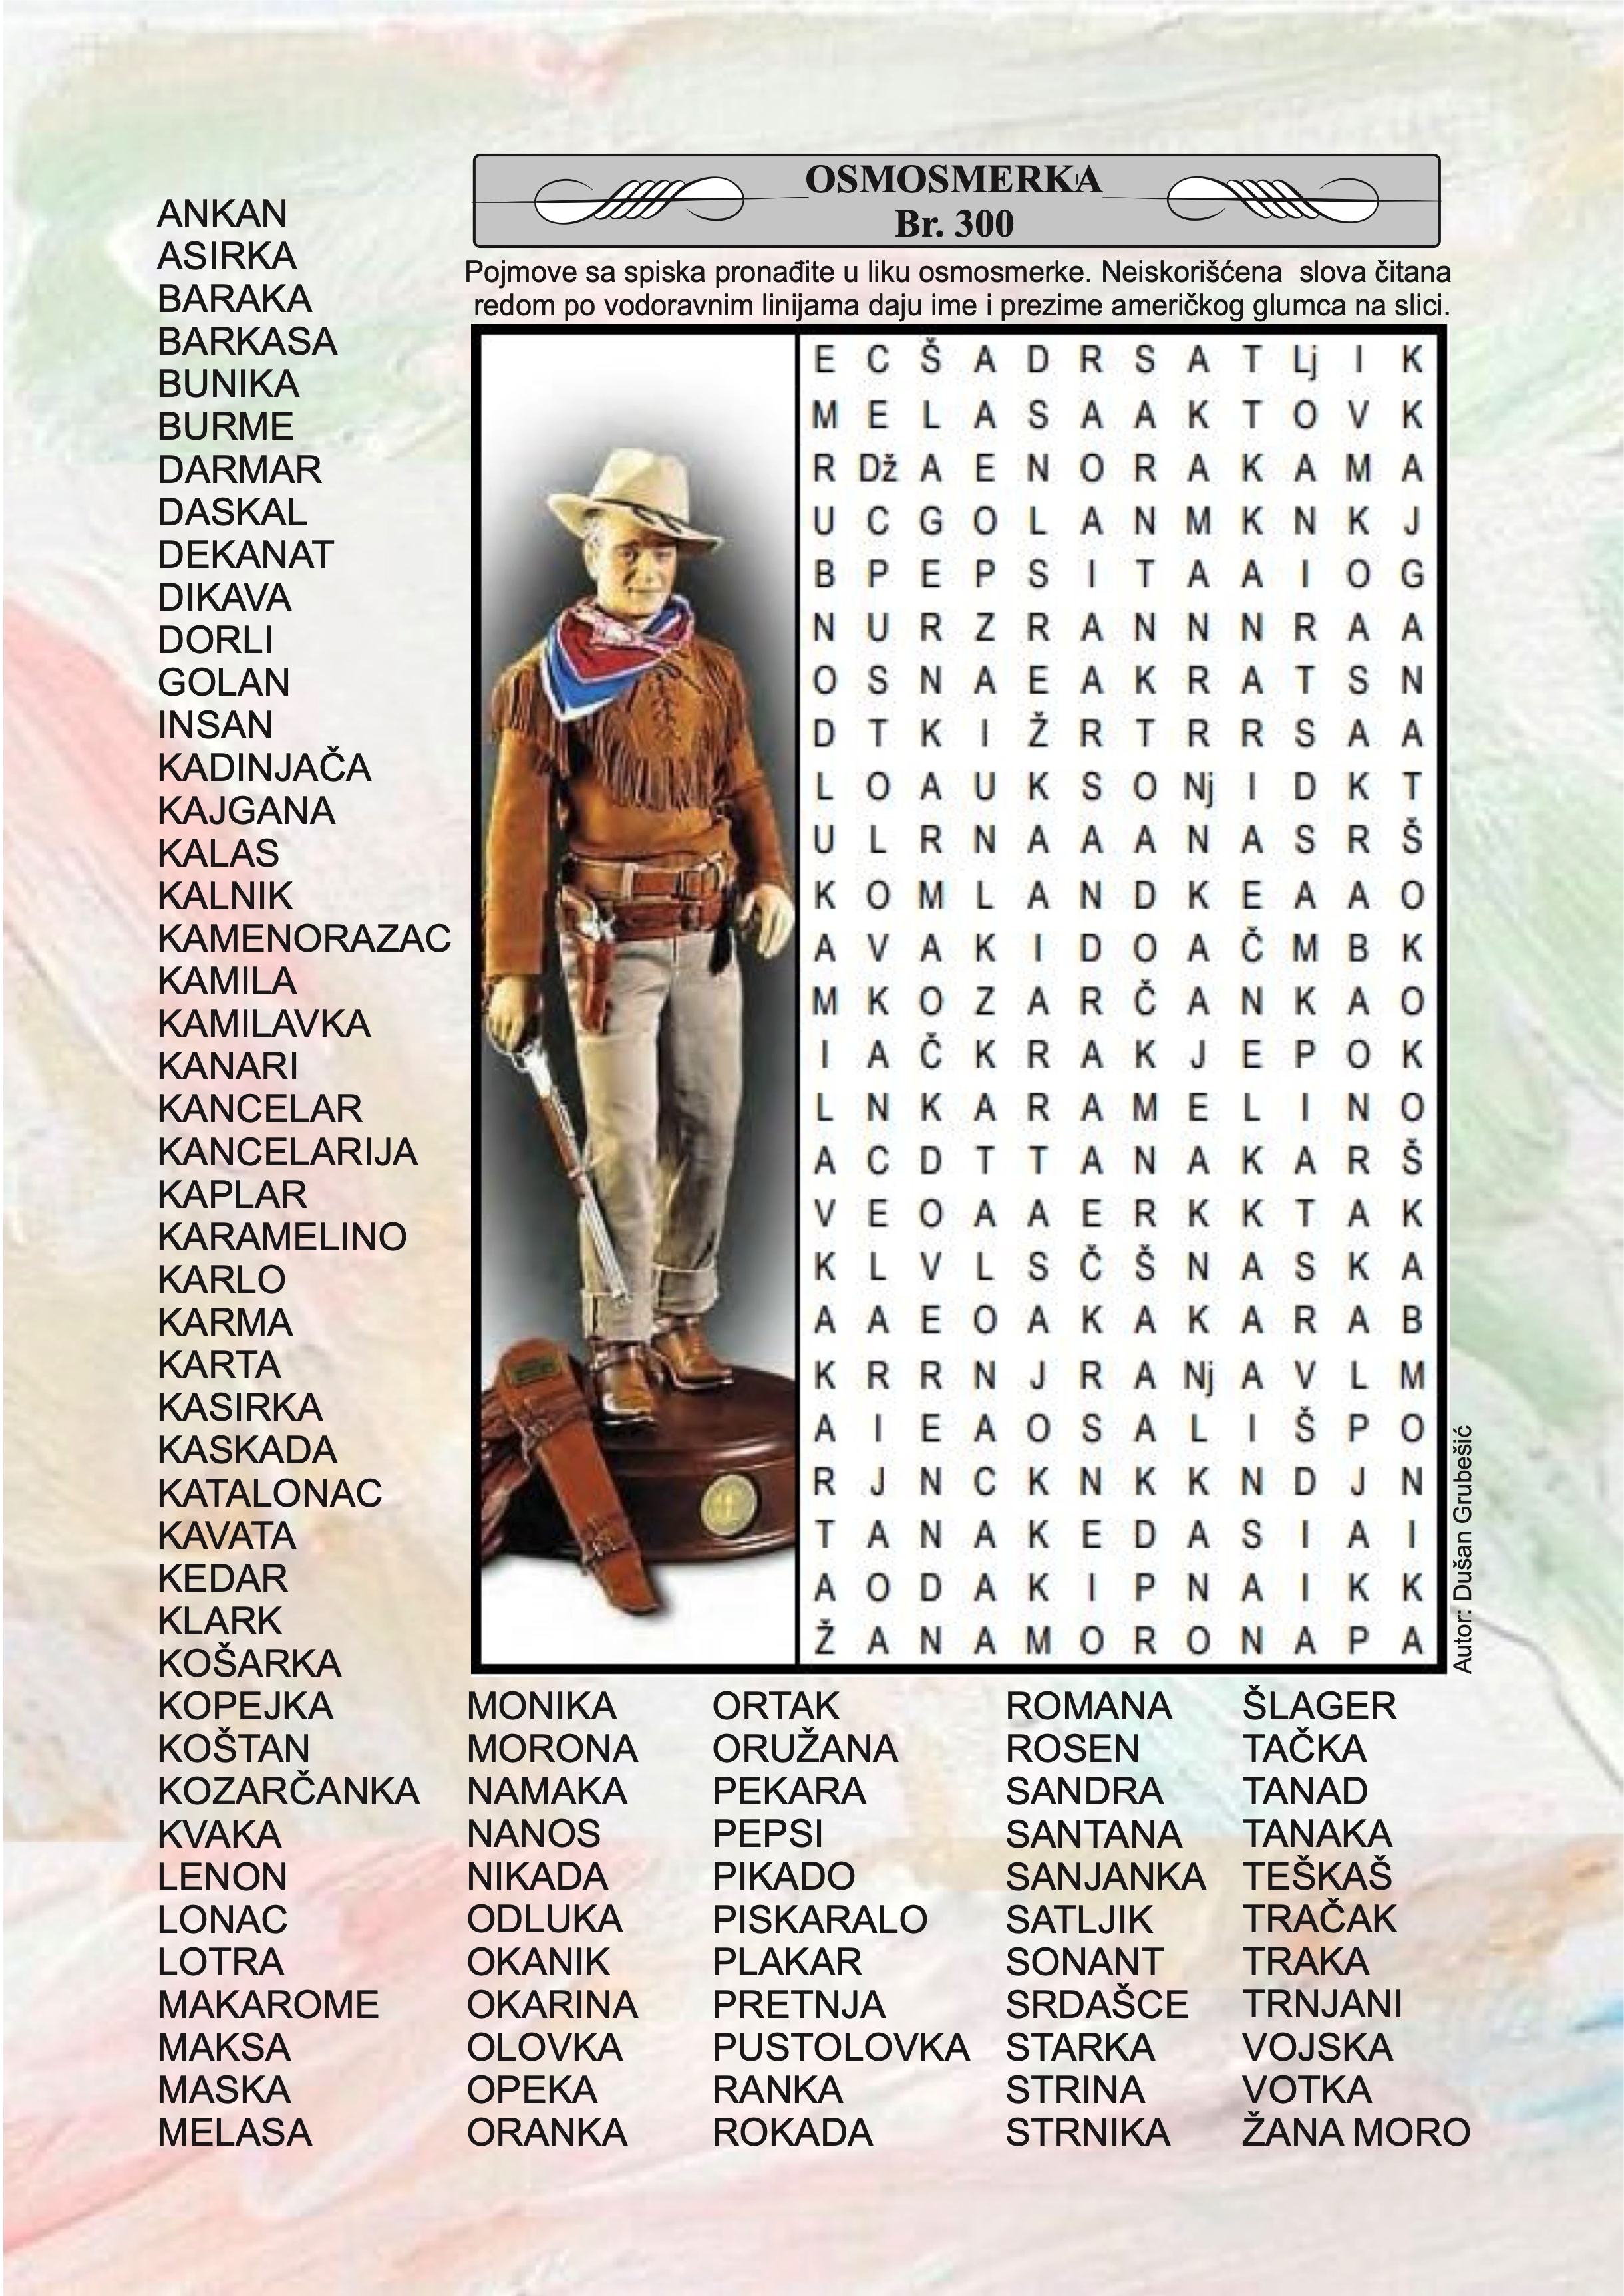 OSMOSMERKA
Br. 300
Pojmove sa spiska pronađite u liku osmosmerke. Neiskorišćena slova čitana
redom po vodoravnim linijama daju ime i prezime američkog glumca na slici.
ANKAN
ASIRKA
BARAKA
BARKASA
BUNIKA
BURME
DARMAR
DASKAL
DEKANAT
DIKAVA
DORLI
GOLAN
INSAN
KADINJAČA
KAJGANA
KALAS
KALNIK
KAMENORAZAC
KAMILA
KAMILAVKA
KANARI
KANCELAR
KANCELARIJA
KAPLAR
KARAMELINO
KARLO
KARMA
KARTA
KASIRKA
KASKADA
KATALONAC
KAVATA
KEDAR
KLARK
KOŠARKA
KOPEJKA
KOŠTAN
KOZARČANKA
KVAKA
LENON
LONAC
LOTRA
MAKAROME
MAKSA
MASKA
MELASA
E C Š A D R S A T Lj I K
M E L A S A A K T O V K
R Dž A E N O R A K A M A
U C G O L A N M K N K J
B P E P S I T A A I O G
N U R Z R A N N N R A A
O S N A E A K R A T S N
D T K I Ž R T R R S A A
L O A U K S O Nj I D K T
U L R N A A A N A S R Š
K O M L A N D K E A A O
A V A K I D O A Č M B K
M K O Z A R Č A N K A O
I A Č K R A K J E P O K
L N K A R A M E L I N O
A C D T T A N A K A R Š
V E O A A E R K K T A K
K L V L S Č Š N A S K A
A A E O A K A K A R A B
K R R N J R A Nj A V L M
A I E A O S A L I Š P O
R J N C K N K K N D J N
T A N A K E D A S I A I
A O D A K I P N A I K K
Ž A N A M O R O N A P A
Autor: Dušan Grubešić
MONIKA
MORONA
NAMAKA
NANOS
NIKADA
ODLUKA
OKANIK
OKARINA
OLOVKA
OPEKA
ORANKA
ORTAK
ORUŽANA
PEKARA
PEPSI
PIKADO
PISKARALO
PLAKAR
PRETNJA
PUSTOLOVKA
RANKA
ROKADA
ROMANA
ROSEN
SANDRA
SANTANA
SANJANKA
SATLJIK
SONANT
SRDAŠCE
STARKA
STRINA
STRNIKA
ŠLAGER
TAČKA
TANAD
TANAKA
TEŠKAŠ
TRAČAK
TRAKA
TRNJANI
VOJSKA
VOTKA
ŽANA MORO